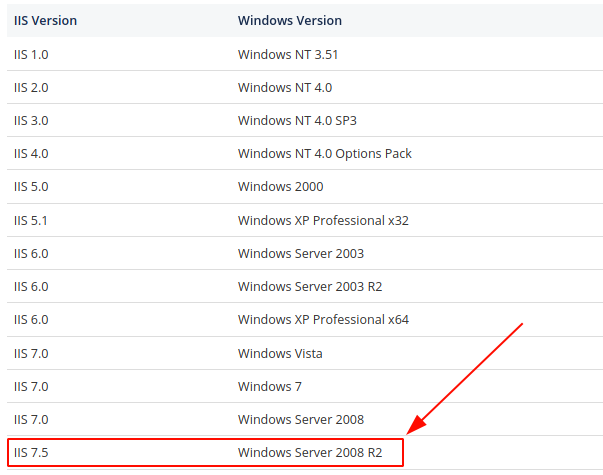 IIS Version Windows Version
IIS 1.0 Windows NT 3.51
IIS 2.0 Windows NT 4.0
IIS 3.0 Windows NT 4.0 SP3
IIS 4.0 Windows NT 4.0 Options Pack
IIS 5.0 Windows 2000
IIS 5.1 Windows XP Professional x32
IIS 6.0 Windows Server 2003
IIS 6.0 Windows Server 2003 R2
IIS 6.0 Windows XP Professional x64
IIS 7.0 Windows Vista
IIS 7.0 Windows 7
IIS 7.0 Windows Server 2008
IIS 7.5 Windows Server 2008 R2